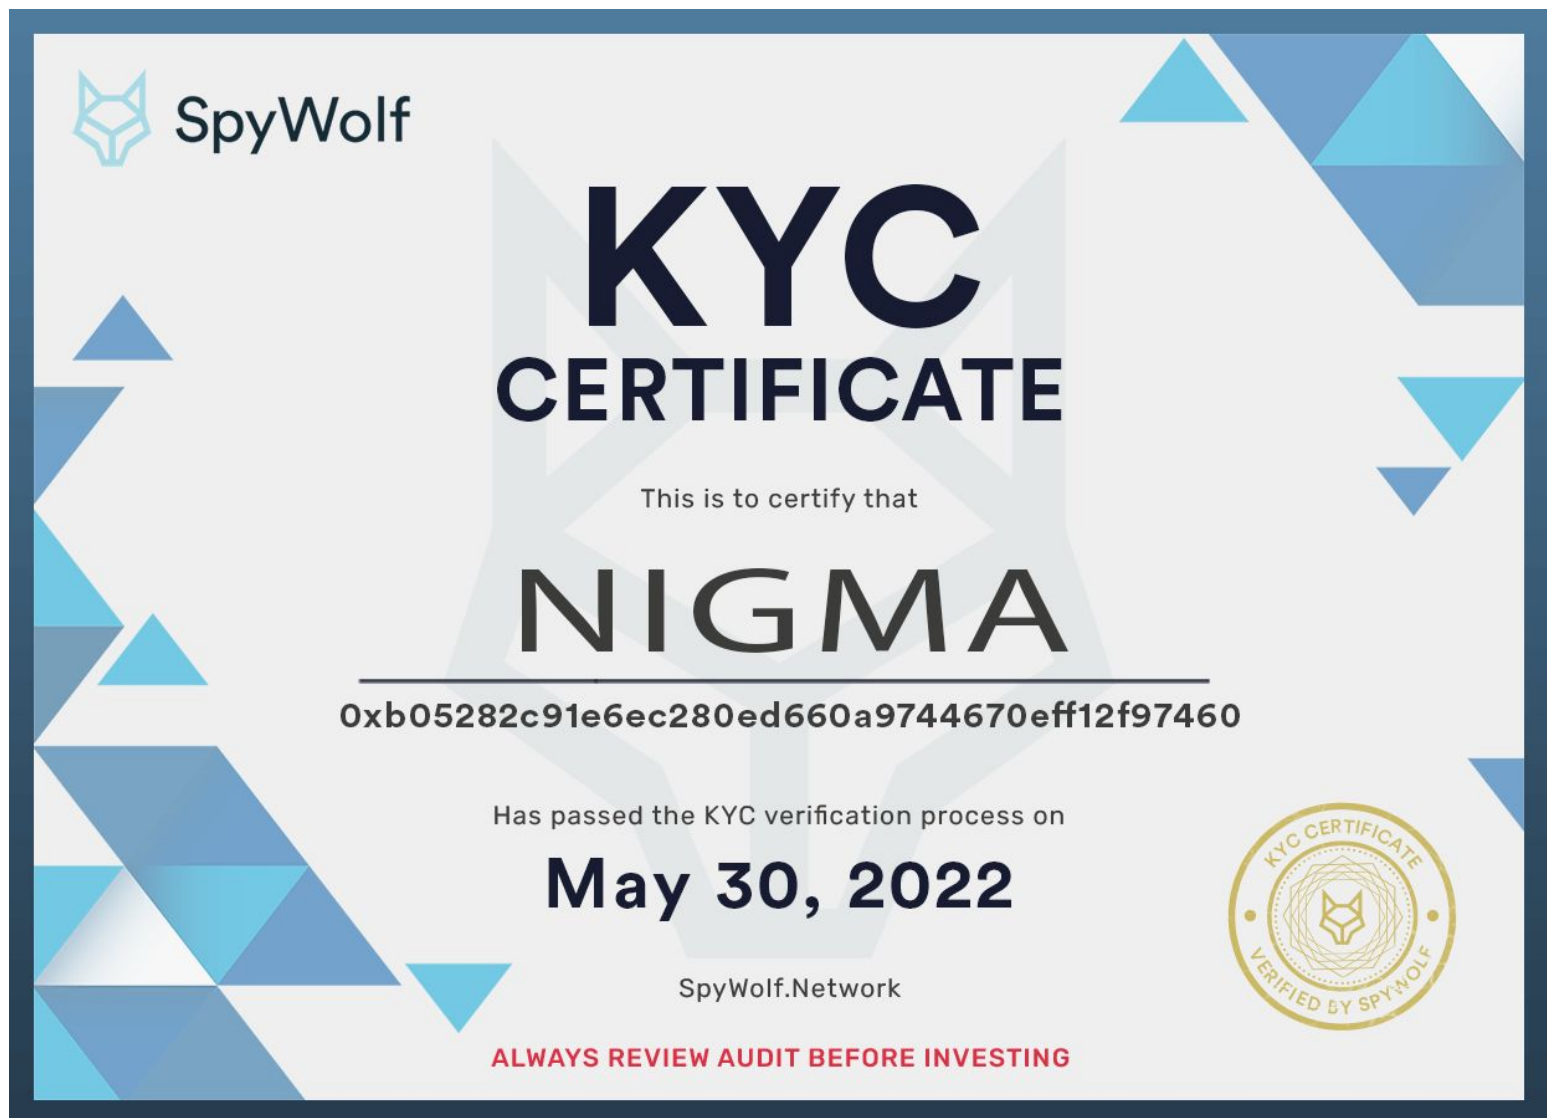 SpyWolf
KYC
CERTIFICATE
This is to certify that
NIGMA
0xb05282c91e6ec280ed660a9744670eff12f97460
Has passed the KYC verification process on
May 30, 2022
KYC CERTIFICATE
VERIFIED BY SPYWOLF
SpyWolf.Network
ALWAYS REVIEW AUDIT BEFORE INVESTING